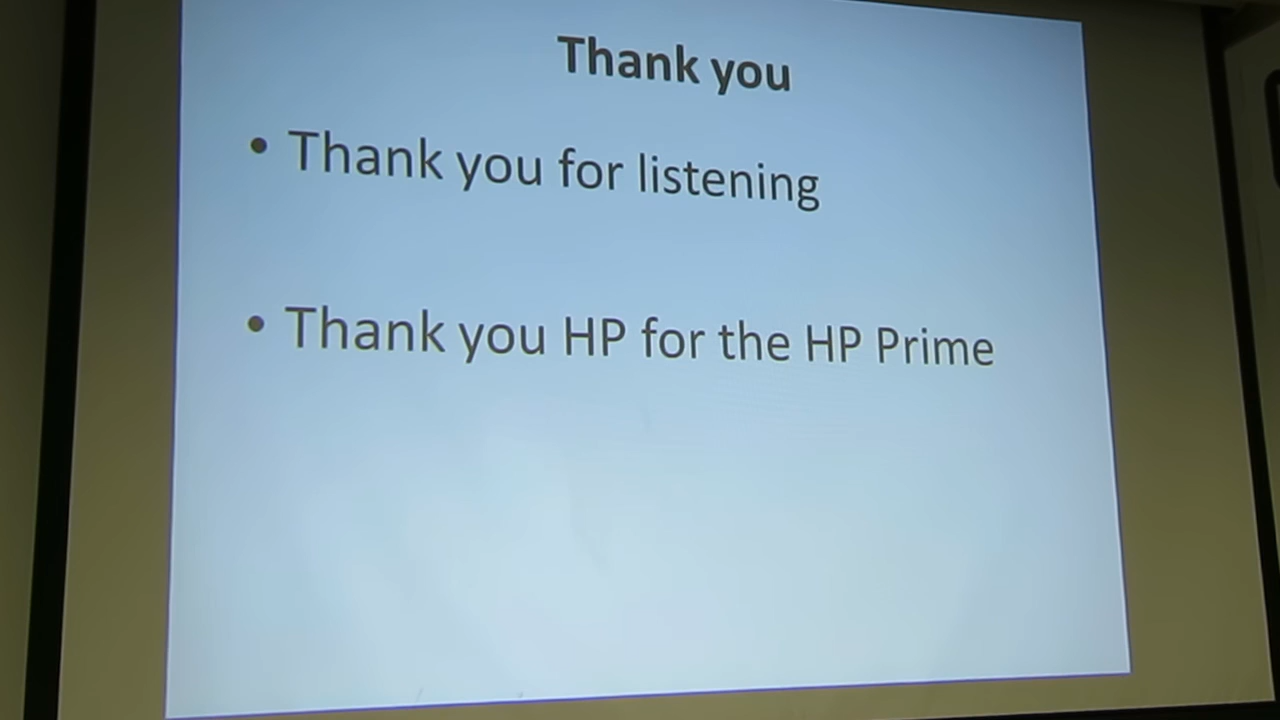 Thank you
• Thank you for listening
• Thank you HP for the HP Prime